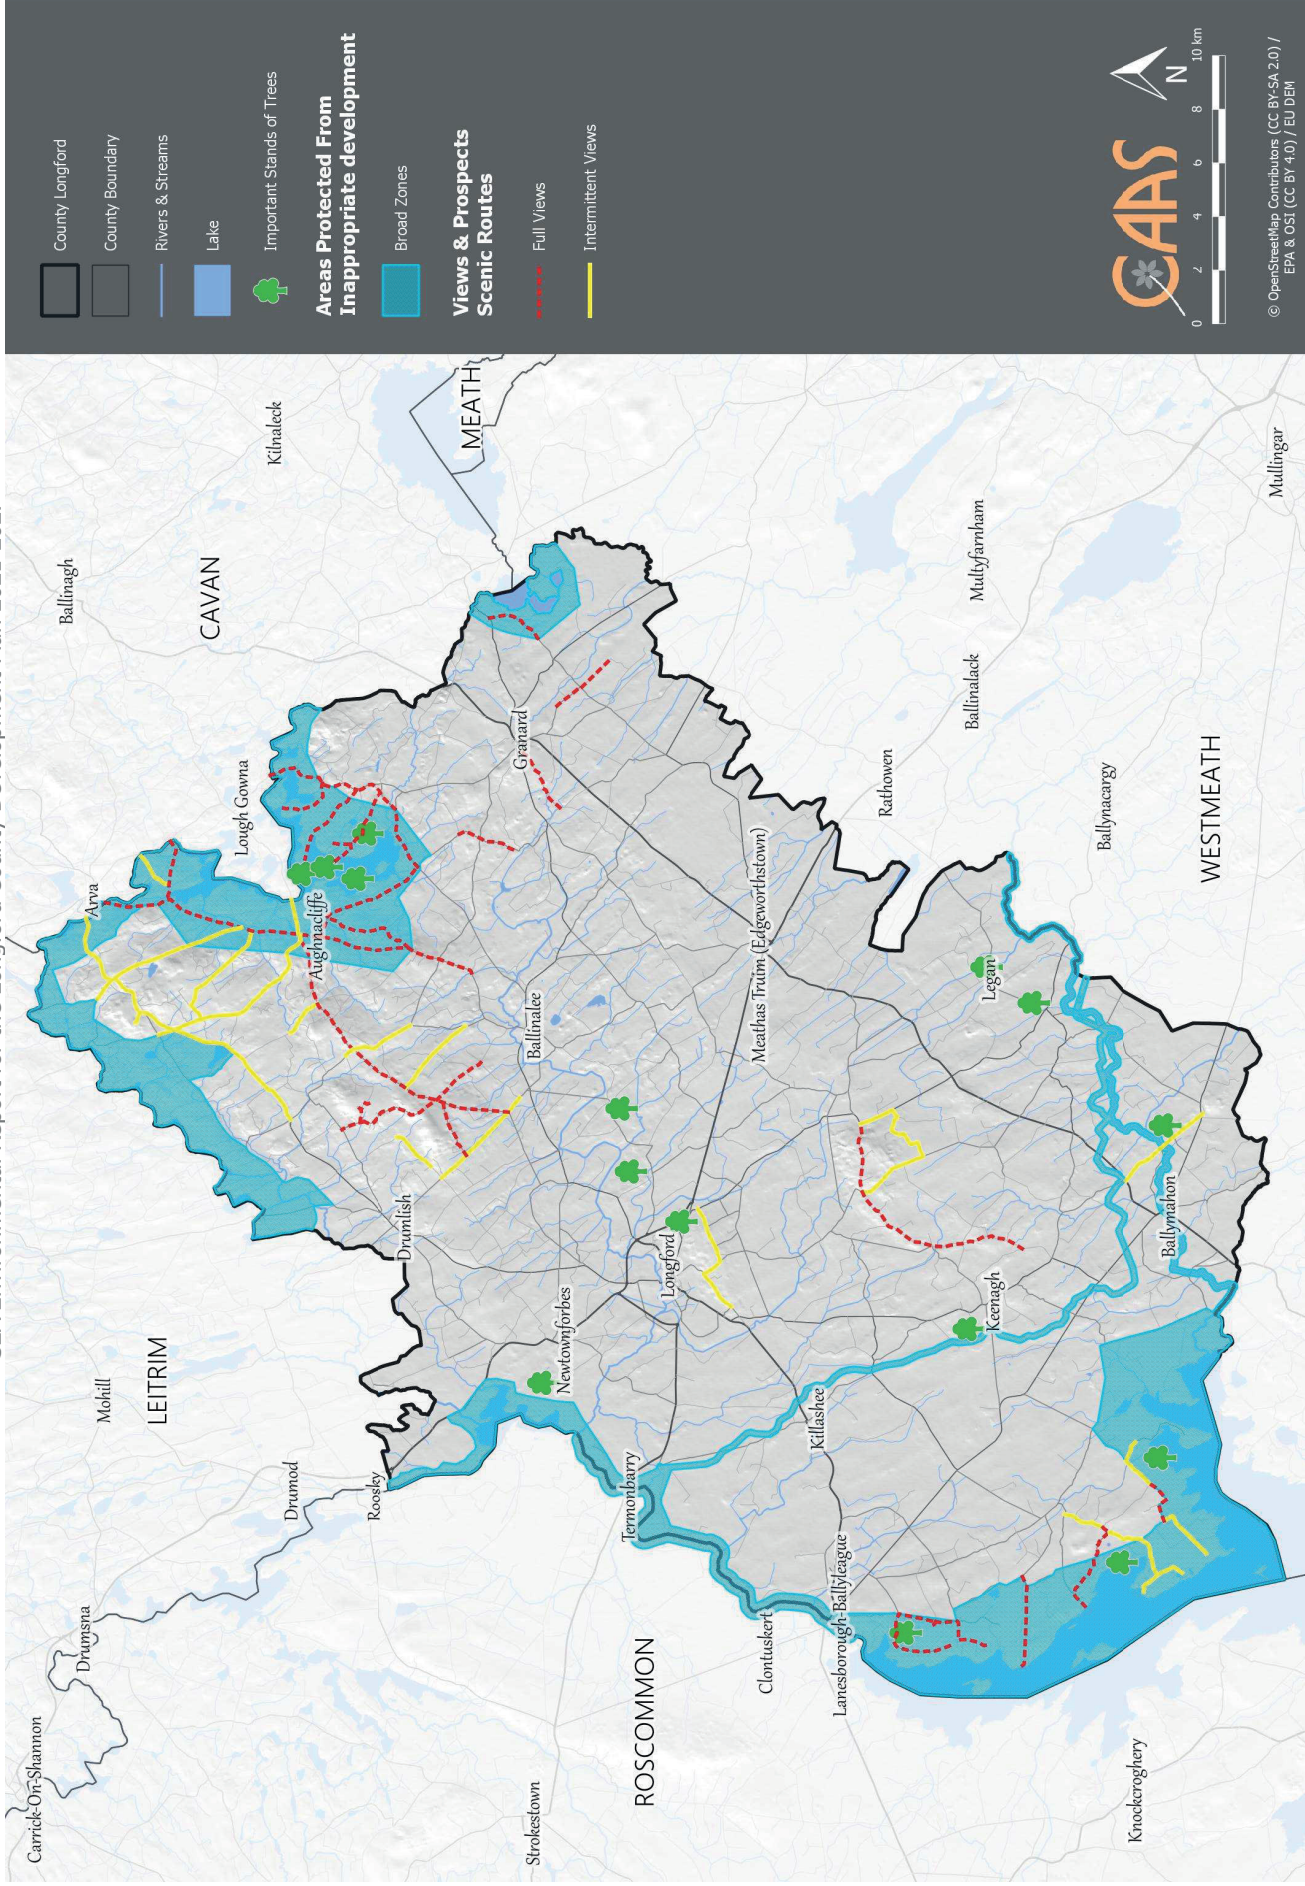 County Longford
County Boundary
Rivers & Streams
Lake
Important Stands of Trees
Areas Protected From
Inappropriate development
Broad Zones
Views & Prospects
Scenic Routes
Full Views
Intermittent Views
CAAS
N
0 2 4 6 8 10 km
© OpenStreetMap Contributors (CC BY-SA 2.0) /
EPA & OSI (CC BY 4.0) / EU DEM
Carrick-On-Shannon
Drumsna
Mohill
LEITRIM
Drumod
Roosky
Arva
Ballinagh
CAVAN
Lough Gowna
Kilnaleck
Aughnacliffe
Drumlish
MEATH
Granard
Ballinalee
Strokestown
Newtownforbes
Termonbarry
ROSCOMMON
Longford
Meathas Truim (Edgeworthstown)
Clontuskert
Killashee
Lanesborough-Ballyleague
Rathowen
Multyfarnham
Ballinalack
Legan
Keenagh
Ballynacargy
Knockcroghery
Ballymahon
WESTMEATH
Mullingar